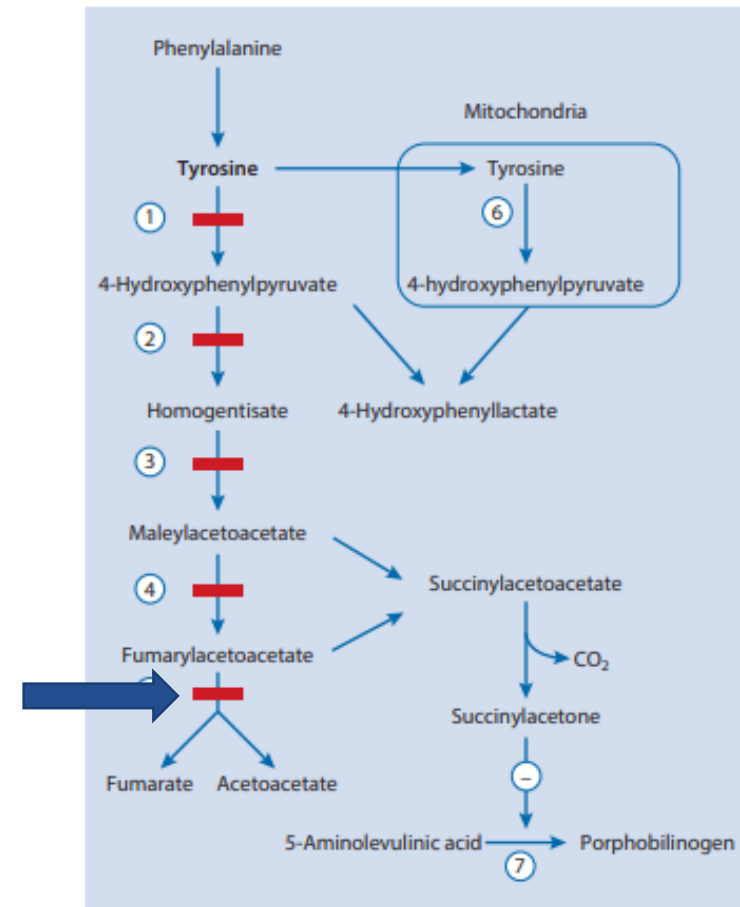 Phenylalanine
Mitochondria
Tyrosine
Tyrosine
1
6
4-Hydroxyphenylpyruvate
4-hydroxyphenylpyruvate
2
Homogentisate
4-Hydroxyphenyllactate
3
Maleylacetoacetate
4
Succinylacetoacetate
Fumarylacetoacetate
CO₂
Succinylacetone
Fumarate
Acetoacetate
–
5-Aminolevulinic acid
Porphobilinogen
7